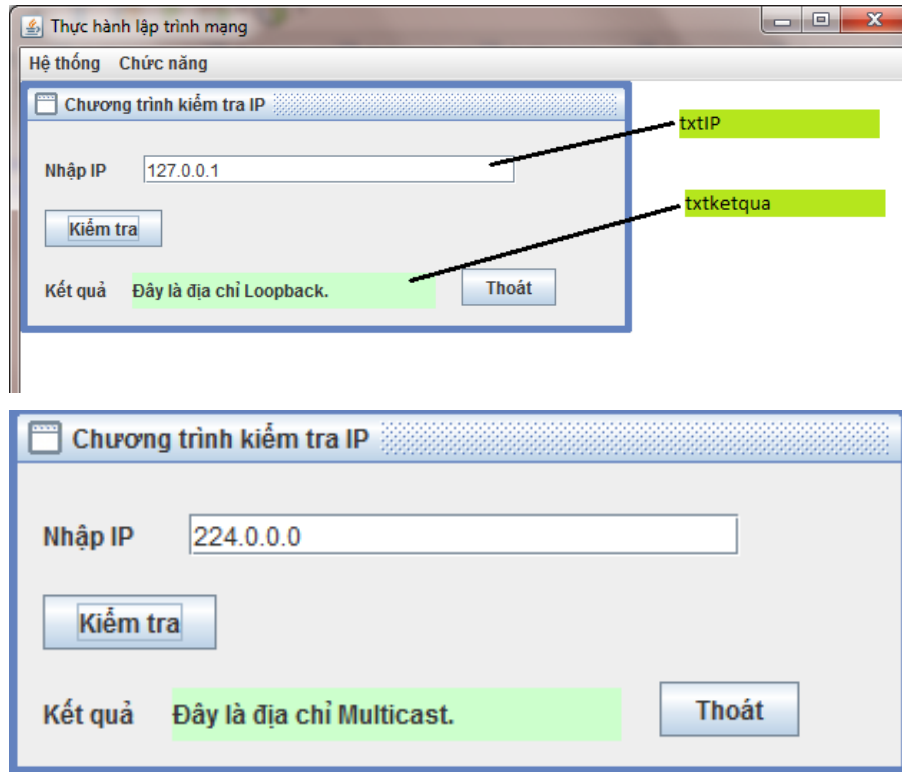 Thực hành lập trình mạng
Hệ thống Chức năng
Chương trình kiểm tra IP
txtIP
Nhập IP 127.0.0.1
txtketqua
Kiểm tra
Kết quả Đây là địa chỉ Loopback. Thoát
Chương trình kiểm tra IP
Nhập IP 224.0.0.0
Kiểm tra
Kết quả Đây là địa chỉ Multicast. Thoát